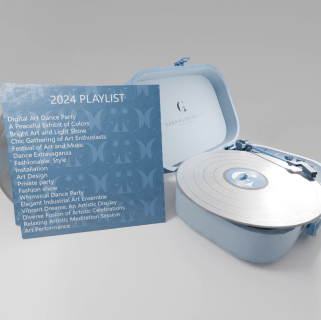 2024 PLAYLIST
Digital Art Dance Party
A Peaceful Exhibit of Colors
Bright Art and Light Show
Chic Gathering of Art Enthusiasts
Festival of Art and Music
Dance Extravaganza
Fashionable: Style
Installation
Art Design
Private party
Fashion show
Whimsical Dance Party
Elegant Industrial Art Ensemble
Vibrant Dreams: An Artistic Display
Diverse Fusion of Artistic Celebrations
Relaxing Artistic Meditation Session
Art Performance
G